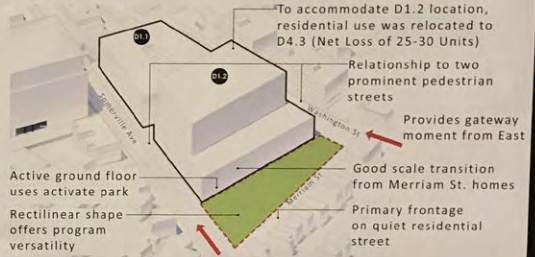 To accommodate D1.2 location,
residential use was relocated to
D4.3 (Net Loss of 25-30 Units)
D1.1
D1.2
Relationship to two
prominent pedestrian
streets
Somerville Ave
Washington St
Provides gateway
moment from East
Active ground floor
uses activate park
Good scale transition
from Merriam St. homes
Merriam St
Rectilinear shape
offers program
versatility
Primary frontage
on quiet residential
street